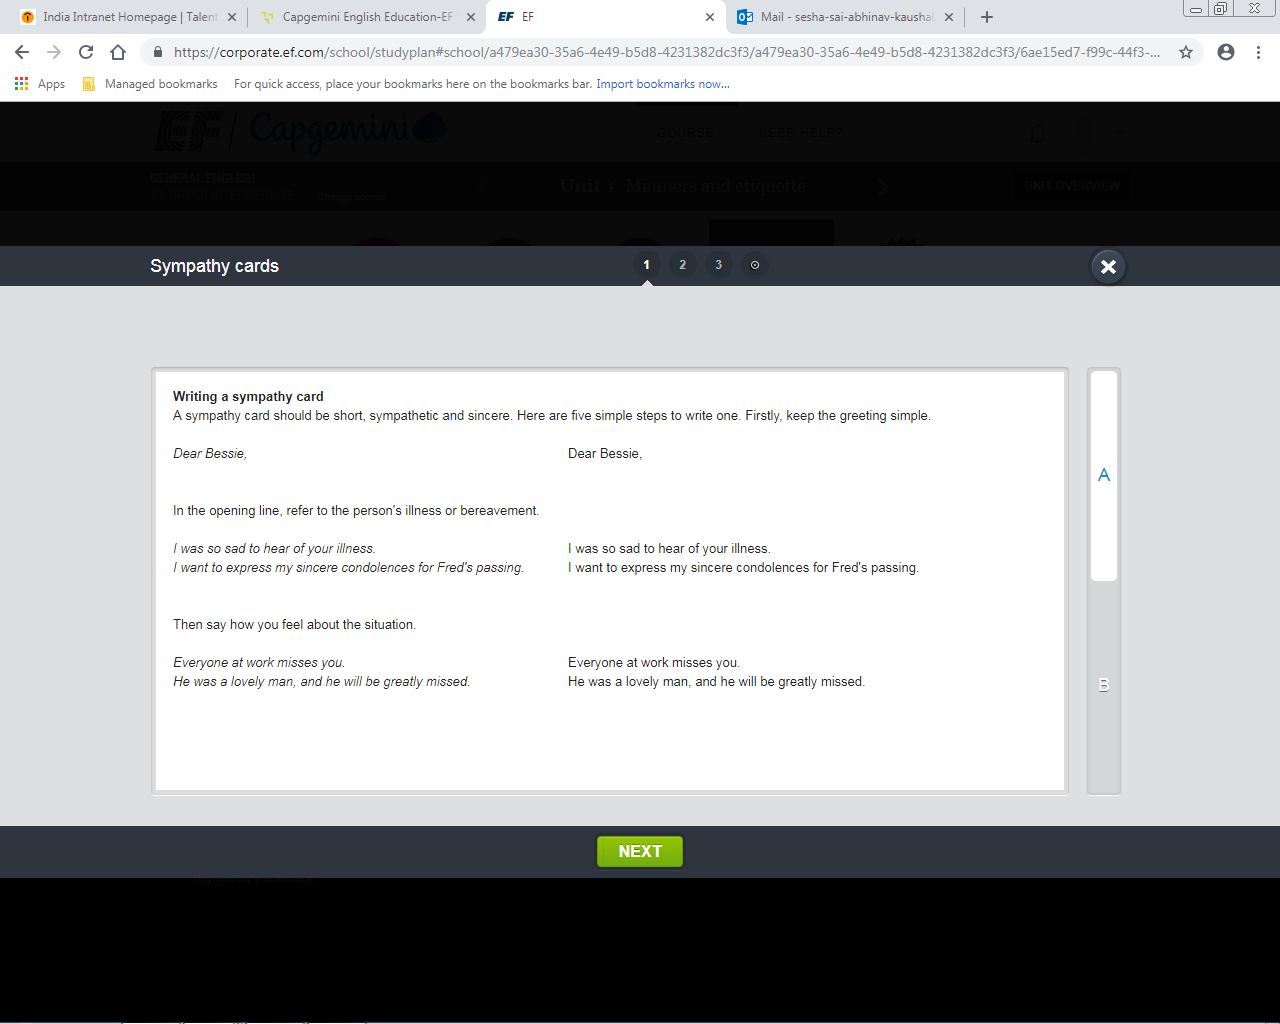 India Intranet Homepage | Talent
Capgemini English Education-EF
EF EF
Mail - sesha-sai-abhinav-kaushal
https://corporate.ef.com/school/studyplan#school/a479ea30-35a6-4e49-b5d8-4231382dc3f3/a479ea30-35a6-4e49-b5d8-4231382dc3f3/6ae15ed7-f99c-44f3-...
Apps Managed bookmarks For quick access, place your bookmarks here on the bookmarks bar. Import bookmarks now...
EF Capgemini COURSE NEED HELP?
GENERAL ENGLISH
Change course
Unit 1 Manners and etiquette
UNIT OVERVIEW
Sympathy cards 1 2 3
Writing a sympathy card
A sympathy card should be short, sympathetic and sincere. Here are five simple steps to write one. Firstly, keep the greeting simple.
Dear Bessie, Dear Bessie,
In the opening line, refer to the person's illness or bereavement.
I was so sad to hear of your illness. I was so sad to hear of your illness.
I want to express my sincere condolences for Fred's passing. I want to express my sincere condolences for Fred's passing.
Then say how you feel about the situation.
Everyone at work misses you. Everyone at work misses you.
He was a lovely man, and he will be greatly missed. He was a lovely man, and he will be greatly missed.
A
B
NEXT